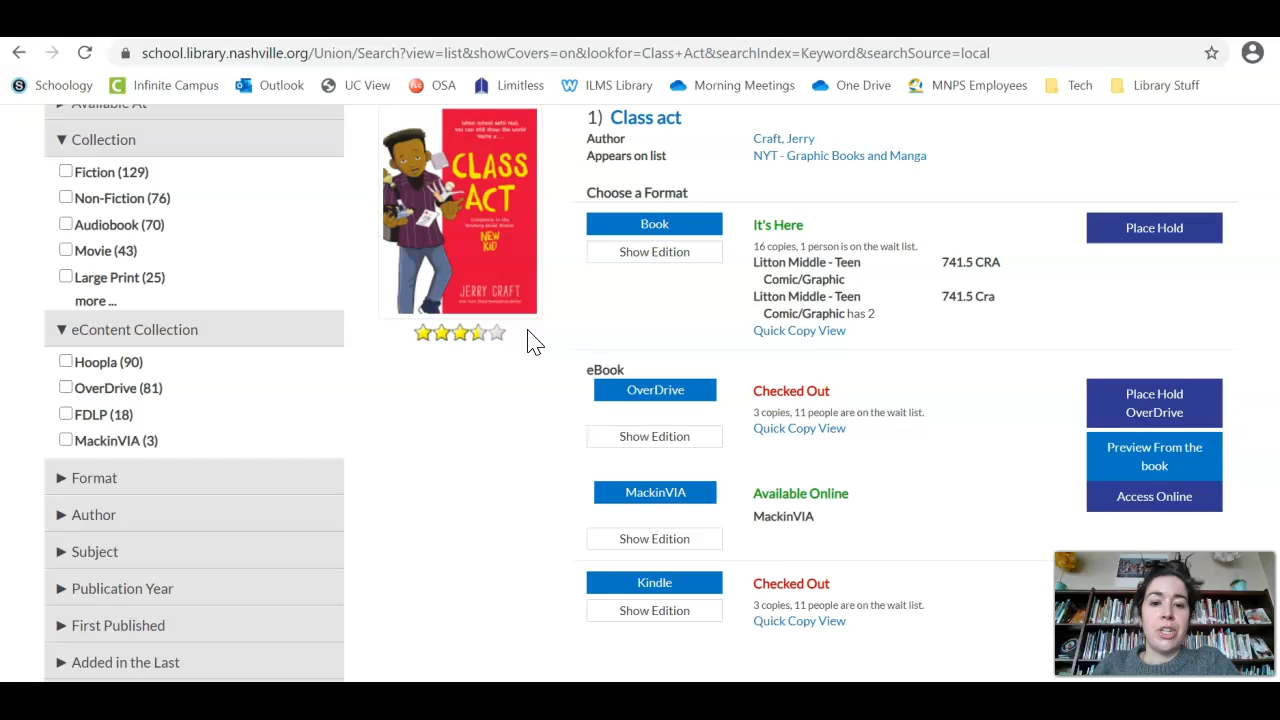 school.library.nashville.org/Union/Search?view=list&showCovers=on&lookfor=Class+Act&searchIndex=Keyword&searchSource=local
Schoology Infinite Campus Outlook UC View OSA Limitless ILMS Library Morning Meetings One Drive MNPS Employees Tech Library Stuff
Available At
Collection
Fiction (129)
Non-Fiction (76)
Audiobook (70)
Movie (43)
Large Print (25)
more ...
eContent Collection
Hoopla (90)
OverDrive (81)
FDLP (18)
MackinVIA (3)
Format
Author
Subject
Publication Year
First Published
Added in the Last
CLASS
ACT
NEW
KID
JERRY CRAFT
1) Class act
Author Craft, Jerry
Appears on list NYT - Graphic Books and Manga
Choose a Format
Book It's Here Place Hold
Show Edition 16 copies, 1 person is on the wait list.
Litton Middle - Teen 741.5 CRA
Comic/Graphic
Litton Middle - Teen 741.5 Cra
Comic/Graphic has 2
Quick Copy View
eBook
OverDrive Checked Out Place Hold
OverDrive
3 copies, 11 people are on the wait list.
Show Edition Quick Copy View
Preview From the
book
MackinVIA Available Online Access Online
MackinVIA
Show Edition
Kindle Checked Out
Show Edition 3 copies, 11 people are on the wait list.
Quick Copy View